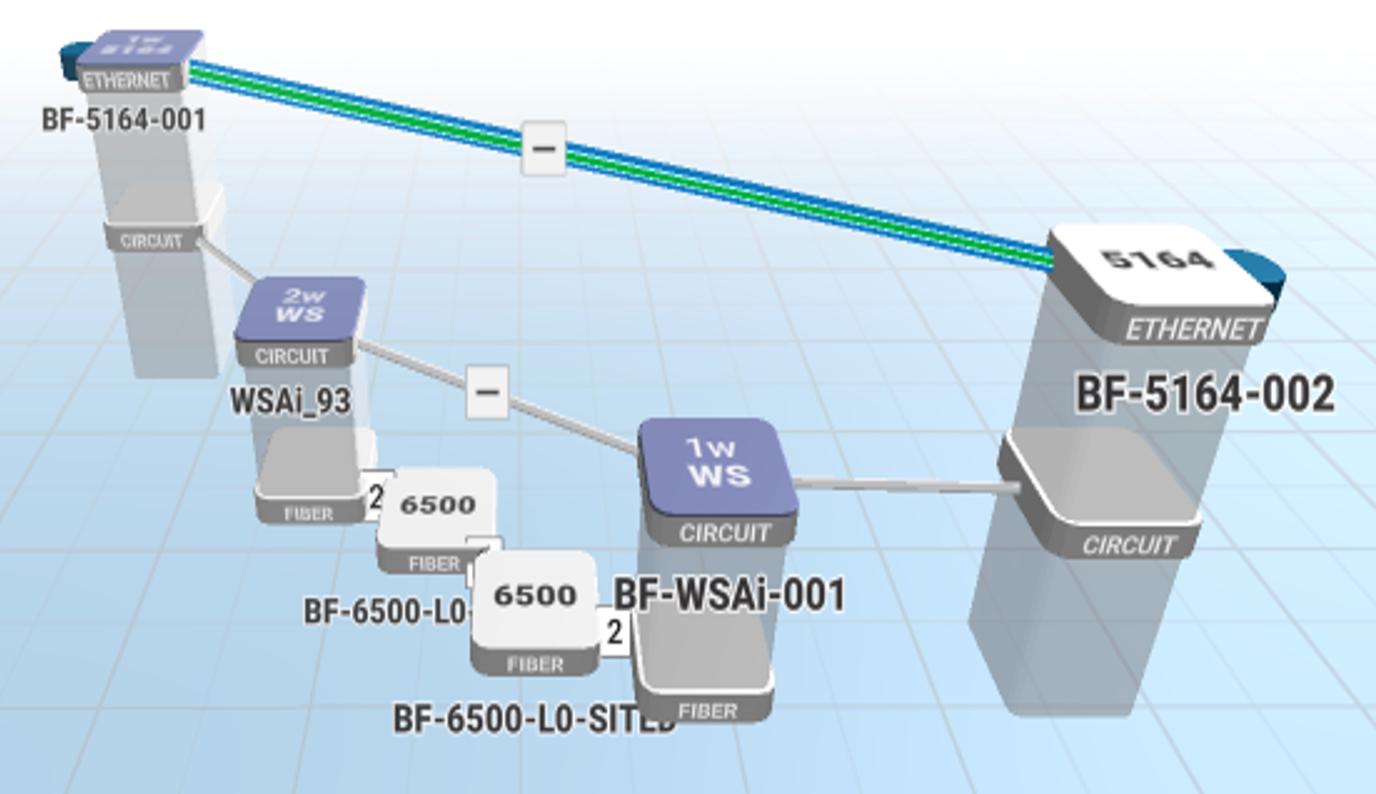 1w
5164
ETHERNET
BF-5164-001
CIRCUIT
2w
WS
CIRCUIT
WSAi_93
FIBER
2
6500
FIBER
BF-6500-L0-
6500
FIBER
2
BF-6500-L0-SITEB
1w
WS
CIRCUIT
BF-WSAi-001
FIBER
5164
ETHERNET
BF-5164-002
CIRCUIT